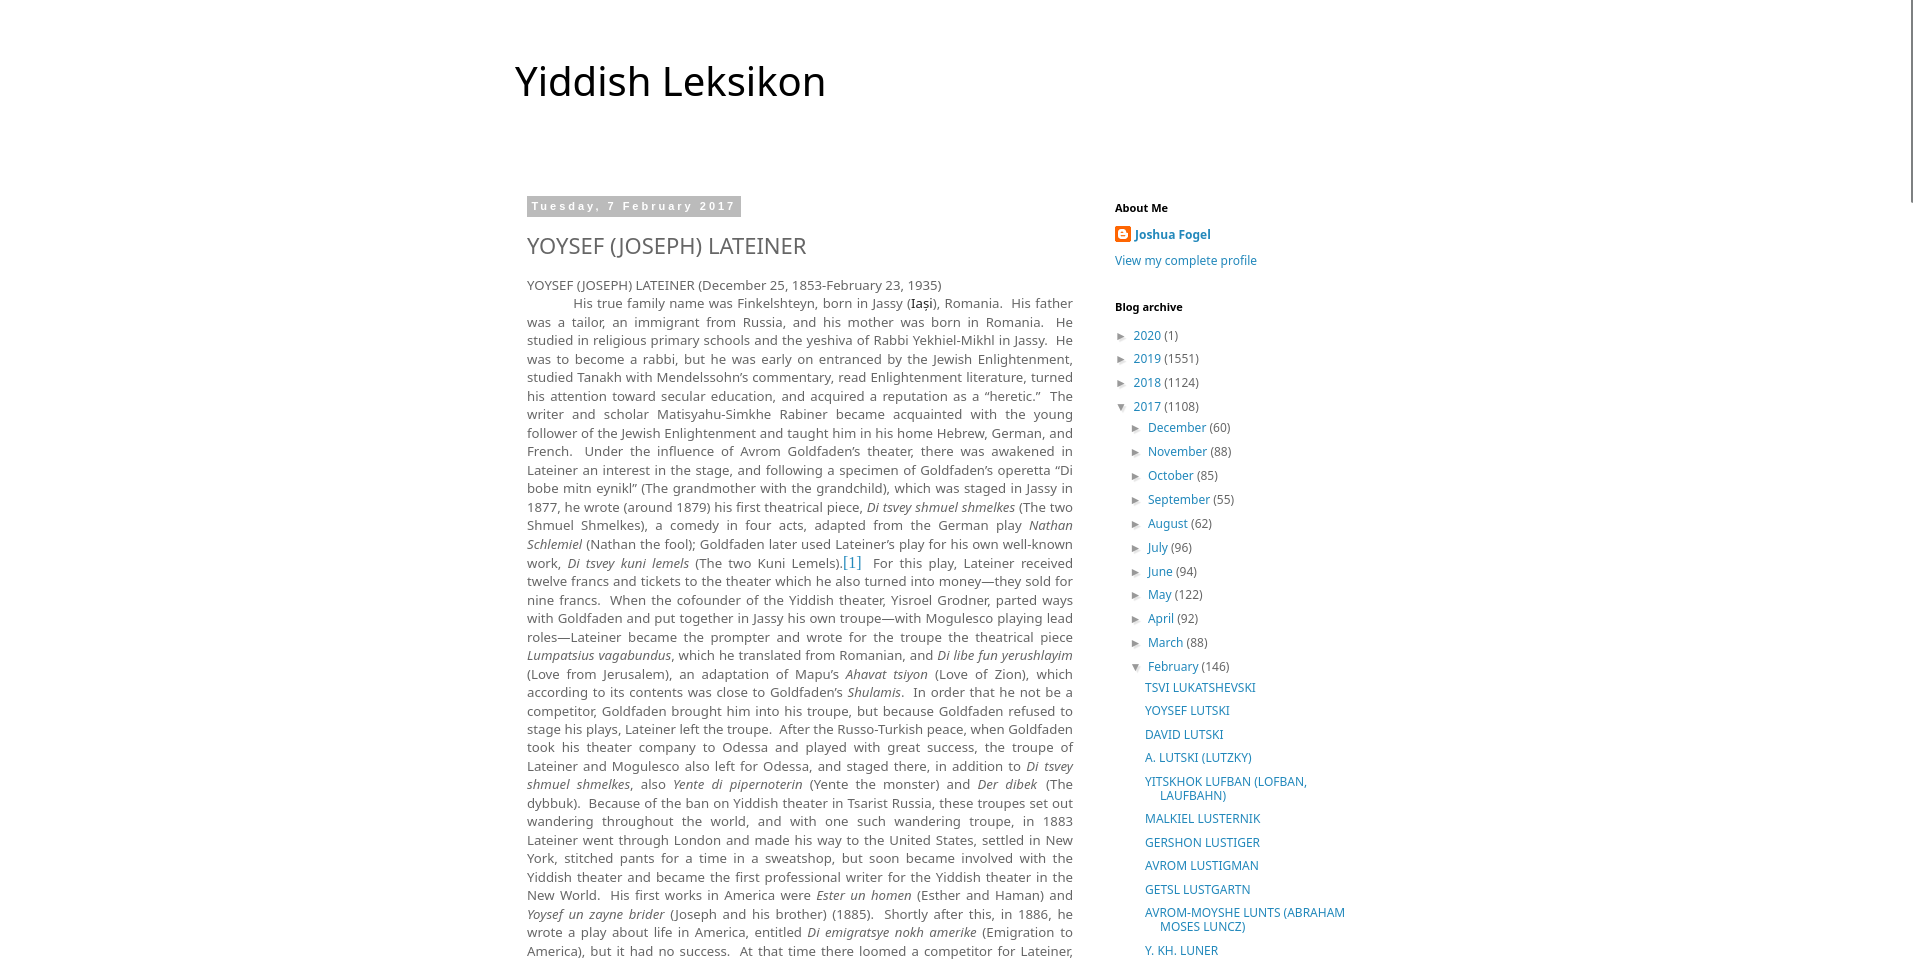 Yiddish Leksikon
Tuesday, 7 February 2017
YOYSEF (JOSEPH) LATEINER
YOYSEF (JOSEPH) LATEINER (December 25, 1853-February 23, 1935)
His true family name was Finkelshteyn, born in Jassy (Iași), Romania.  His father
was a tailor, an immigrant from Russia, and his mother was born in Romania.  He
studied in religious primary schools and the yeshiva of Rabbi Yekhiel-Mikhl in Jassy.  He
was to become a rabbi, but he was early on entranced by the Jewish Enlightenment,
studied Tanakh with Mendelssohn’s commentary, read Enlightenment literature, turned
his attention toward secular education, and acquired a reputation as a “heretic.”  The
writer and scholar Matisyahu-Simkhe Rabiner became acquainted with the young
follower of the Jewish Enlightenment and taught him in his home Hebrew, German, and
French.  Under the influence of Avrom Goldfaden’s theater, there was awakened in
Lateiner an interest in the stage, and following a specimen of Goldfaden’s operetta “Di
bobe mitn eynikl” (The grandmother with the grandchild), which was staged in Jassy in
1877, he wrote (around 1879) his first theatrical piece, Di tsvey shmuel shmelkes (The two
Shmuel Shmelkes), a comedy in four acts, adapted from the German play Nathan
Schlemiel (Nathan the fool); Goldfaden later used Lateiner’s play for his own well-known
work, Di tsvey kuni lemels (The two Kuni Lemels).[1]  For this play, Lateiner received
twelve francs and tickets to the theater which he also turned into money—they sold for
nine francs.  When the cofounder of the Yiddish theater, Yisroel Grodner, parted ways
with Goldfaden and put together in Jassy his own troupe—with Mogulesco playing lead
roles—Lateiner became the prompter and wrote for the troupe the theatrical piece
Lumpatsius vagabundus, which he translated from Romanian, and Di libe fun yerushlayim
(Love from Jerusalem), an adaptation of Mapu’s Ahavat tsiyon (Love of Zion), which
according to its contents was close to Goldfaden’s Shulamis.  In order that he not be a
competitor, Goldfaden brought him into his troupe, but because Goldfaden refused to
stage his plays, Lateiner left the troupe.  After the Russo-Turkish peace, when Goldfaden
took his theater company to Odessa and played with great success, the troupe of
Lateiner and Mogulesco also left for Odessa, and staged there, in addition to Di tsvey
shmuel shmelkes, also Yente di pipernoterin (Yente the monster) and Der dibek (The
dybbuk).  Because of the ban on Yiddish theater in Tsarist Russia, these troupes set out
wandering throughout the world, and with one such wandering troupe, in 1883
Lateiner went through London and made his way to the United States, settled in New
York, stitched pants for a time in a sweatshop, but soon became involved with the
Yiddish theater and became the first professional writer for the Yiddish theater in the
New World.  His first works in America were Ester un homen (Esther and Haman) and
Yoysef un zayne brider (Joseph and his brother) (1885).  Shortly after this, in 1886, he
wrote a play about life in America, entitled Di emigratsye nokh amerike (Emigration to
America), but it had no success.  At that time there loomed a competitor for Lateiner,
About Me
Joshua Fogel
View my complete profile
Blog archive
► 2020 (1)
► 2019 (1551)
► 2018 (1124)
▼ 2017 (1108)
► December (60)
► November (88)
► October (85)
► September (55)
► August (62)
► July (96)
► June (94)
► May (122)
► April (92)
► March (88)
▼ February (146)
TSVI LUKATSHEVSKI
YOYSEF LUTSKI
DAVID LUTSKI
A. LUTSKI (LUTZKY)
YITSKHOK LUFBAN (LOFBAN,
LAUFBAHN)
MALKIEL LUSTERNIK
GERSHON LUSTIGER
AVROM LUSTIGMAN
GETSL LUSTGARTN
AVROM-MOYSHE LUNTS (ABRAHAM
MOSES LUNCZ)
Y. KH. LUNER